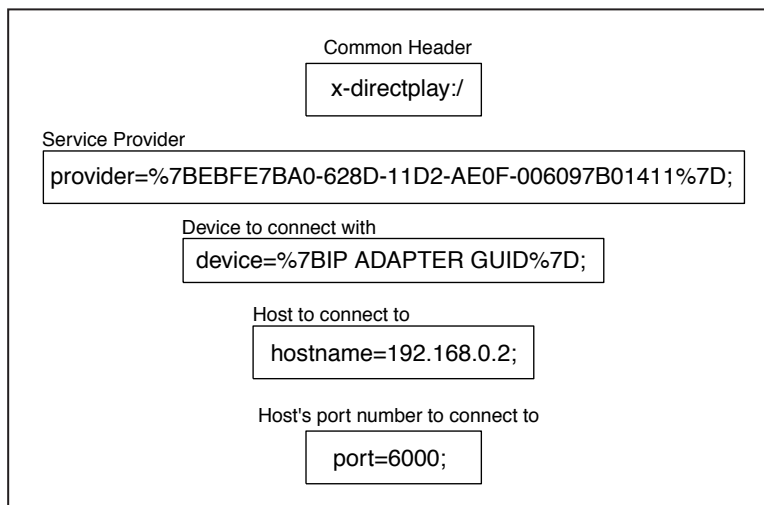 Common Header
x-directplay:/
Service Provider
provider=%7BEBFE7BA0-628D-11D2-AE0F-006097B01411%7D;
Device to connect with
device=%7BIP ADAPTER GUID%7D;
Host to connect to
hostname=192.168.0.2;
Host's port number to connect to
port=6000;